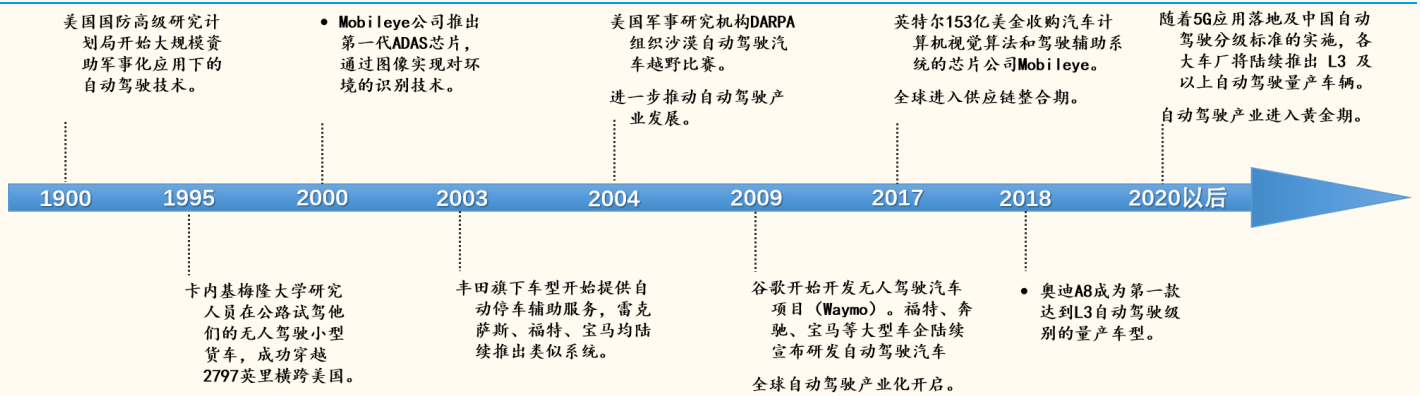 美国国防高级研究计
划局开始大规模资
助军事化应用下的
自动驾驶技术。
• Mobileye公司推出
第一代ADAS芯片,
通过图像实现对环
境的识别技术。
美国军事研究机构DARPA
组织沙漠自动驾驶汽
车越野比赛。
进一步推动自动驾驶产
业发展。
英特尔153亿美金收购汽车计
算机视觉算法和驾驶辅助系
统的芯片公司Mobileye。
全球进入供应链整合期。
随着5G应用落地及中国自动
驾驶分级标准的实施,各
大车厂将陆续推出 L3 及
以上自动驾驶量产车辆。
自动驾驶产业进入黄金期。
1900
1995
2000
2003
2004
2009
2017
2018
2020以后
卡内基梅隆大学研究
人员在公路试驾他
们的无人驾驶小型
货车,成功穿越
2797英里横跨美国。
丰田旗下车型开始提供自
动停车辅助服务,雷克
萨斯、福特、宝马均陆
续推出类似系统。
谷歌开始开发无人驾驶汽车
项目(Waymo)。福特、奔
驰、宝马等大型车企陆续
宣布研发自动驾驶汽车
全球自动驾驶产业化开启。
• 奥迪A8成为第一款
达到L3自动驾驶级
别的量产车型。